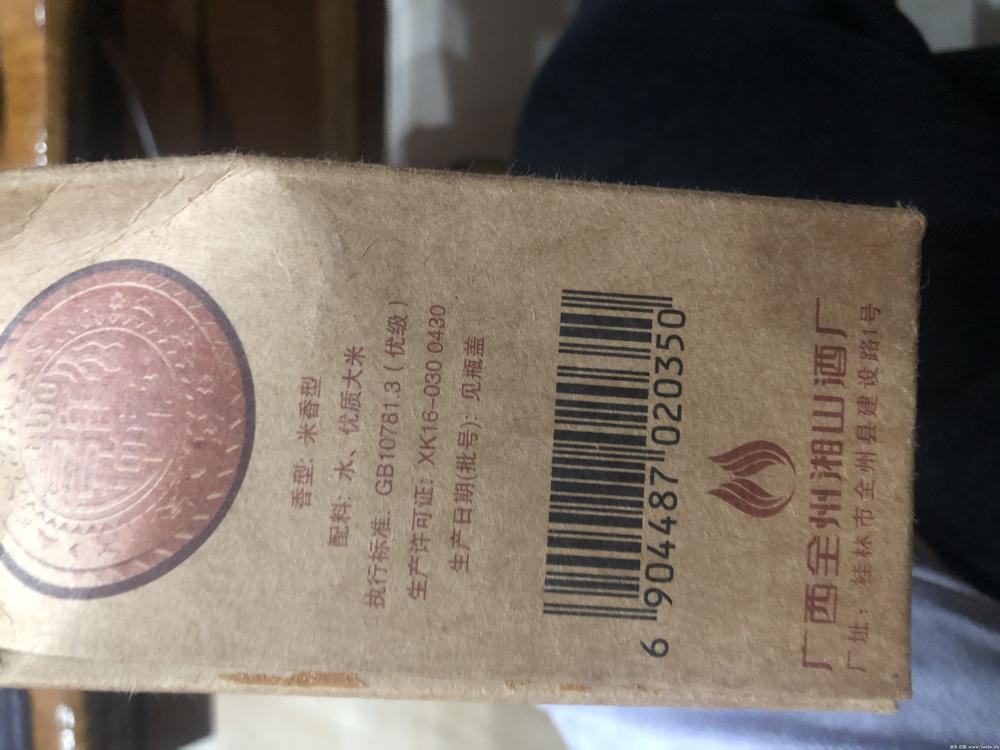 香型: 米香型
配料: 水、优质大米
执行标准: GB10781.3（优级）
生产许可证: XK16-030 0430
生产日期(批号): 见瓶盖
6 904487 020350
广西全州湘山酒厂
厂址: 桂林市全州县建设路1号